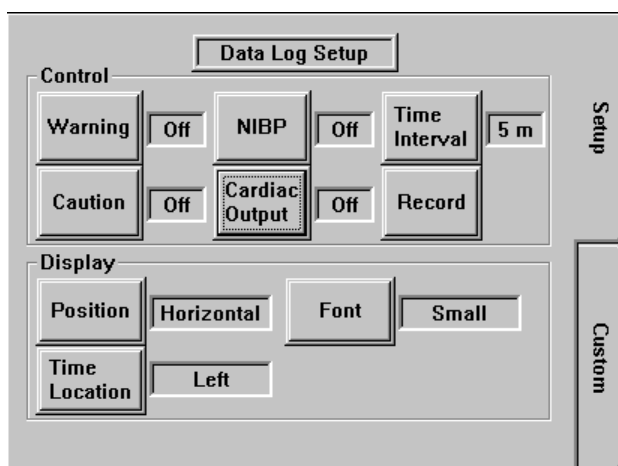 Data Log Setup
Control
Warning
Off
NIBP
Off
Time
Interval
5 m
Caution
Off
Cardiac
Output
Off
Record
Display
Position
Horizontal
Font
Small
Time
Location
Left
Setup
Custom